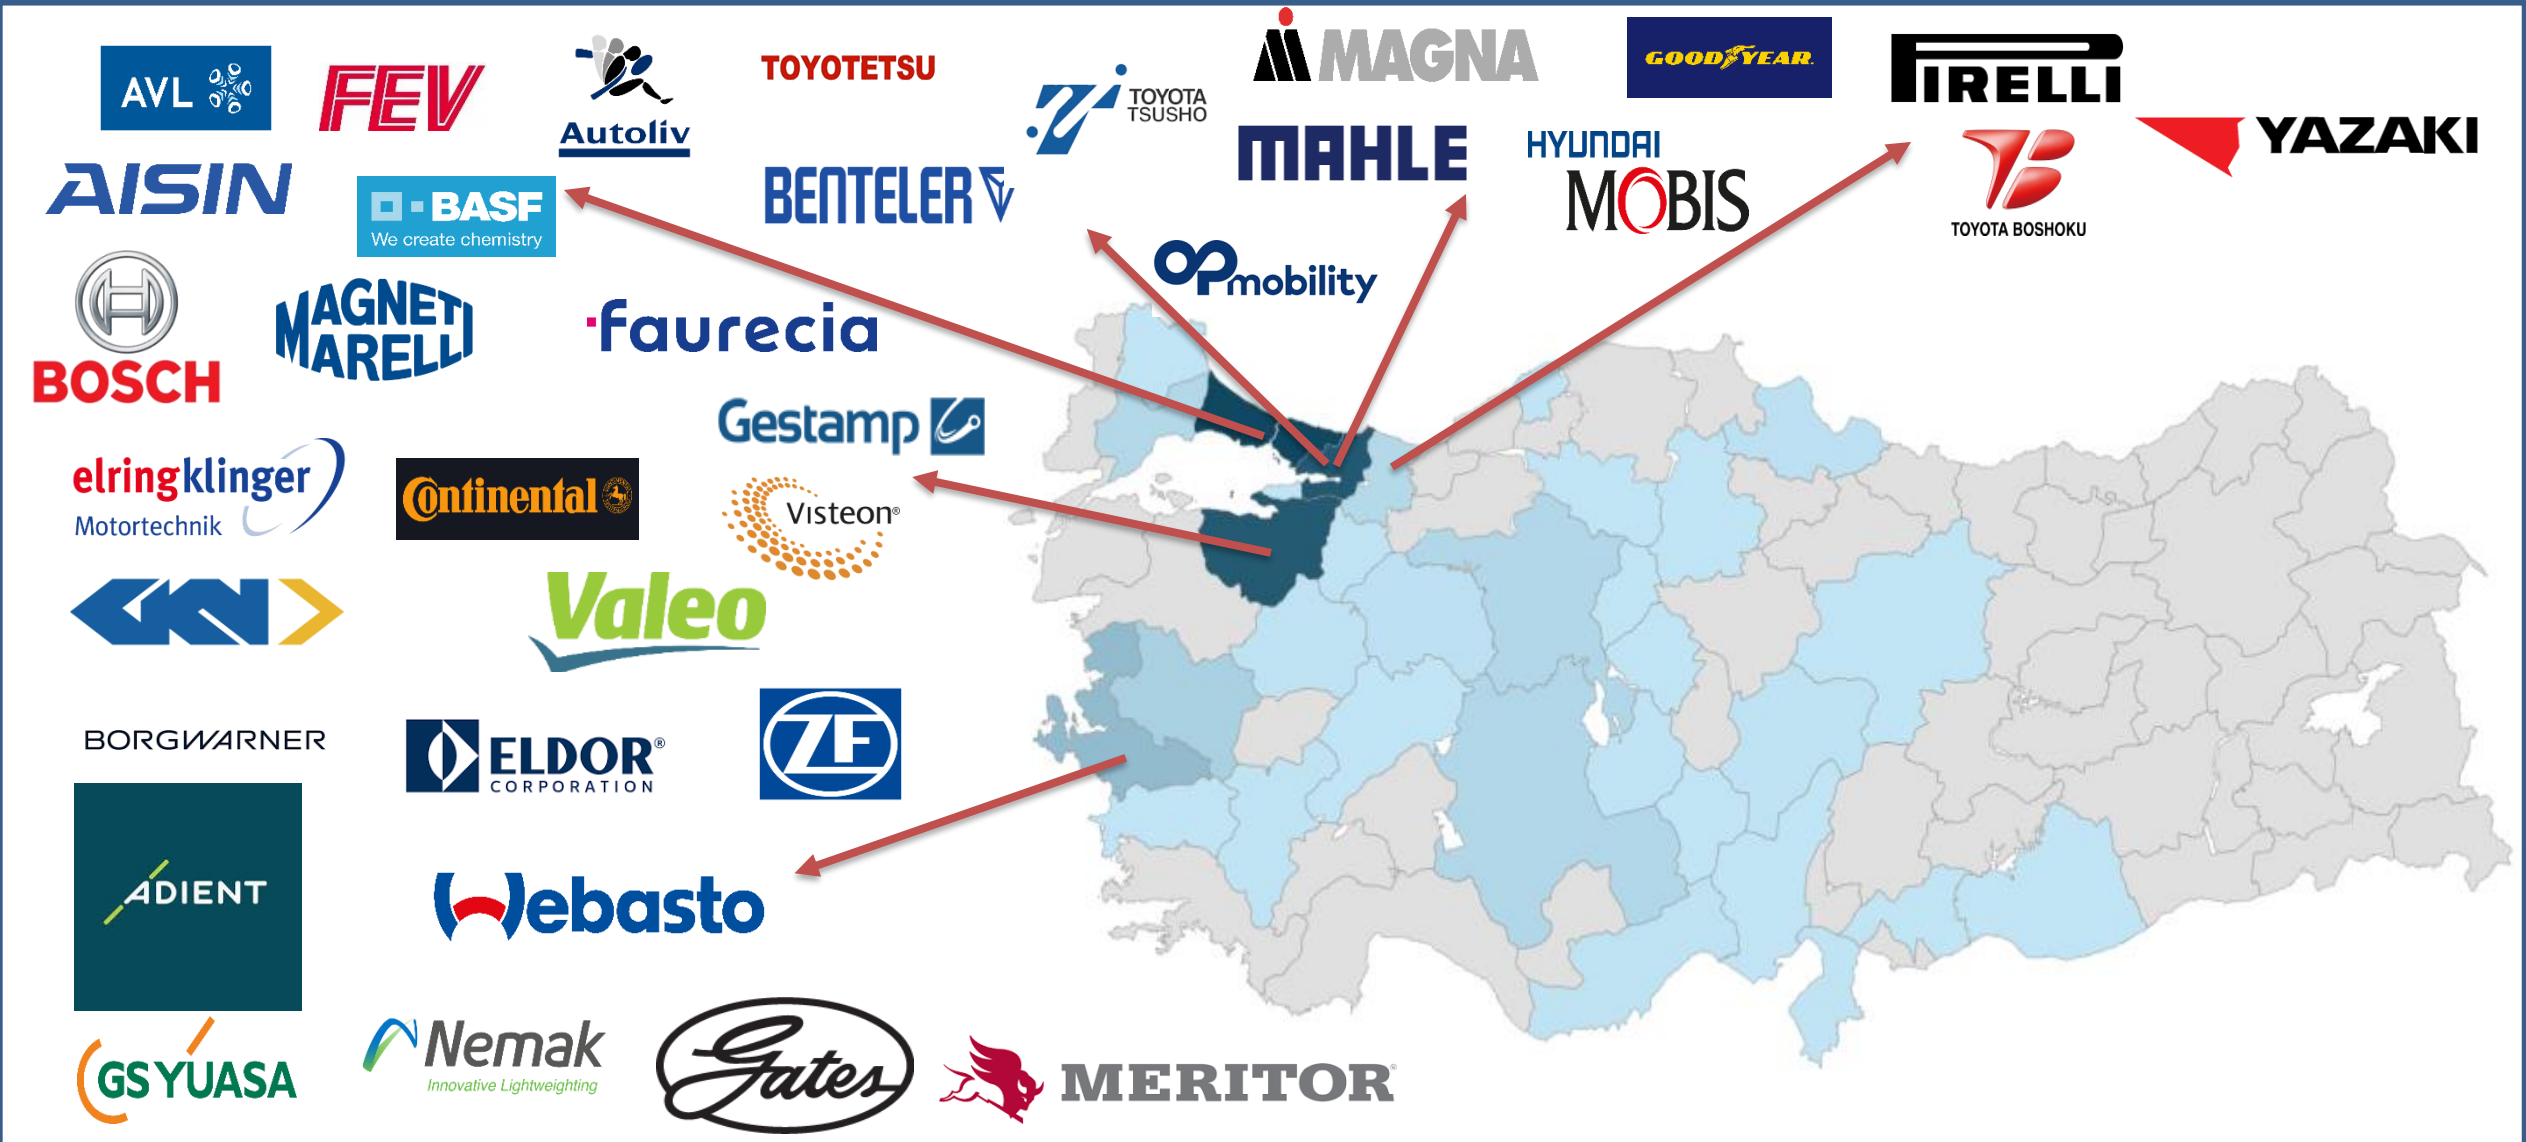 AVL
FEV
Autoliv
TOYOTETSU
TOYOTA
TSUSHO
MAGNA
GOODYEAR
PIRELLI
YAZAKI
AISIN
BASF
We create chemistry
BENTELER
MAHLE
HYUNDAI
MOBIS
TOYOTA BOSHOKU
OPmobility
BOSCH
MAGNETI
MARELLI
faurecia
Gestamp
elringklinger
Motortechnik
Continental
Visteon®
GKN
Valeo
BORGWARNER
ELDOR®
CORPORATION
ZF
ADIENT
Webasto
GS YUASA
Nemak
Innovative Lightweighting
Gates
MERITOR